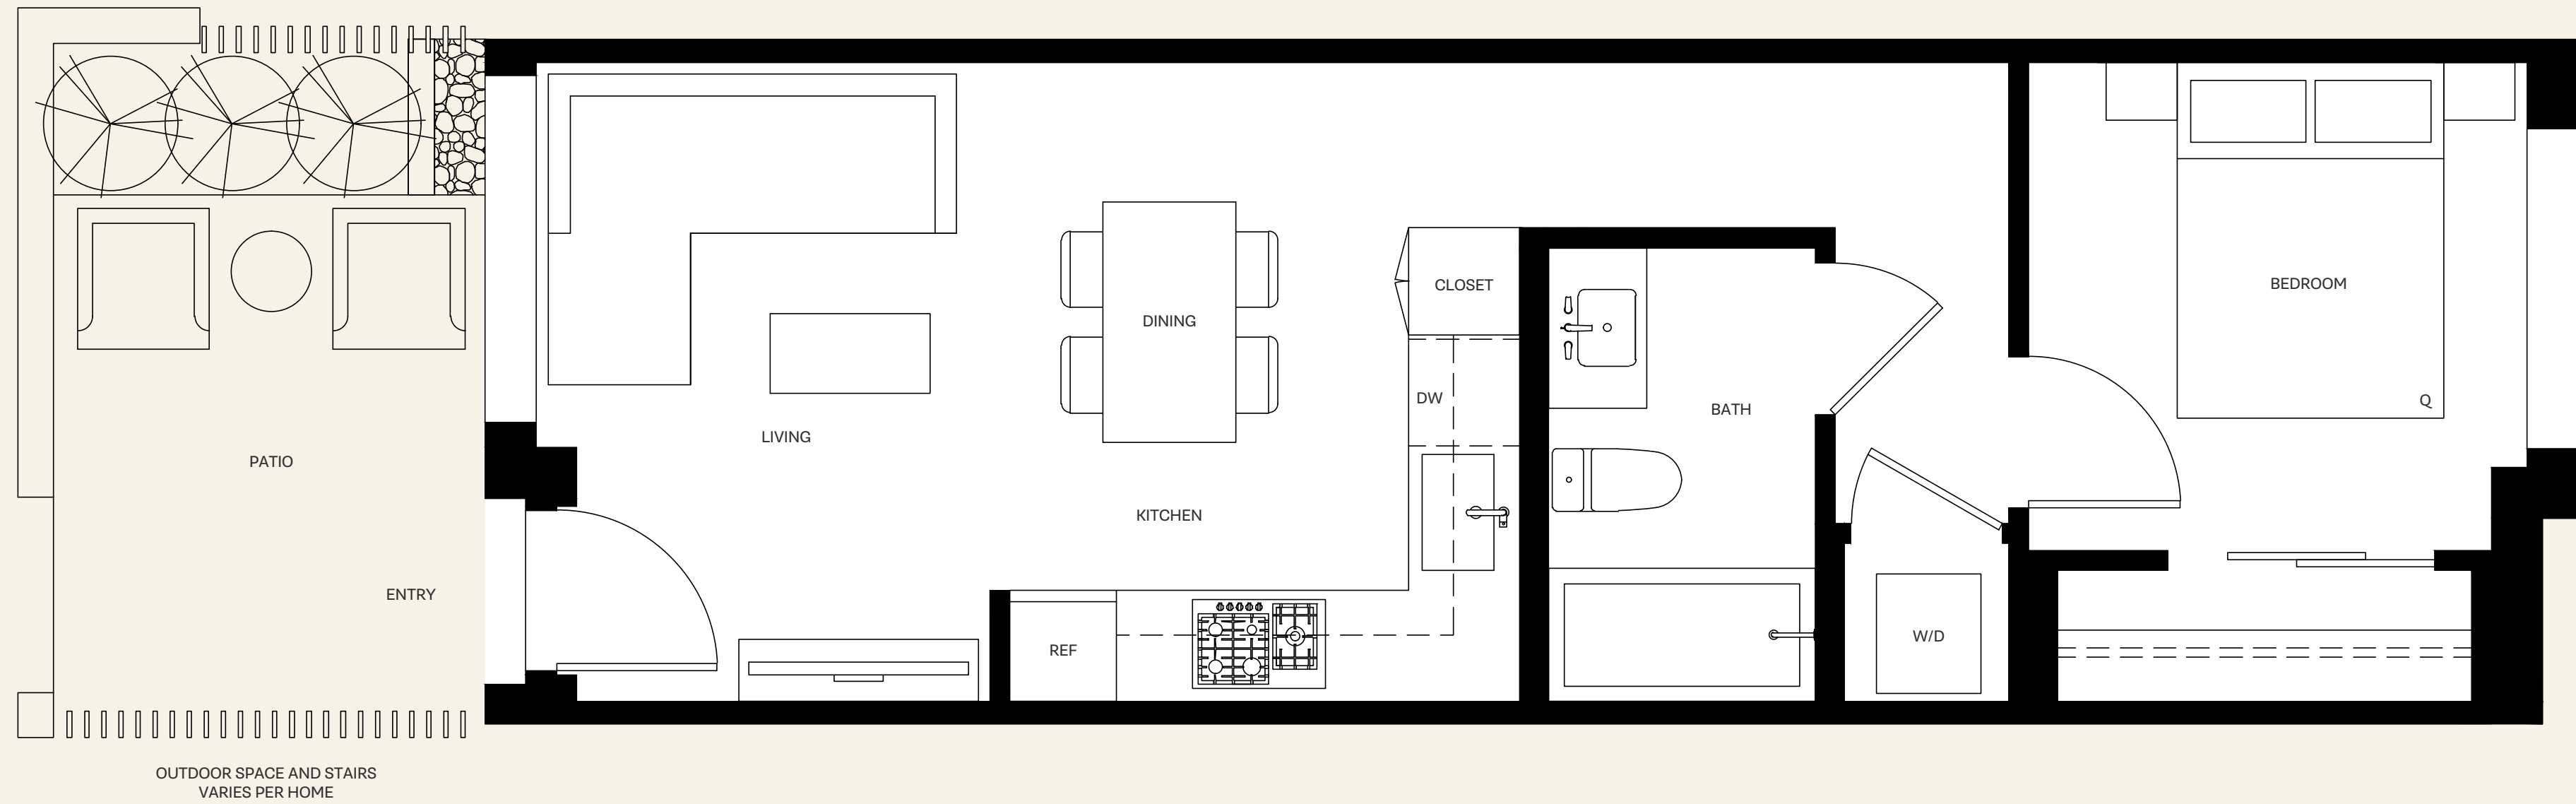 CLOSET
BEDROOM
DINING
DW
Q
BATH
LIVING
PATIO
KITCHEN
ENTRY
REF
W/D
OUTDOOR SPACE AND STAIRS
VARIES PER HOME